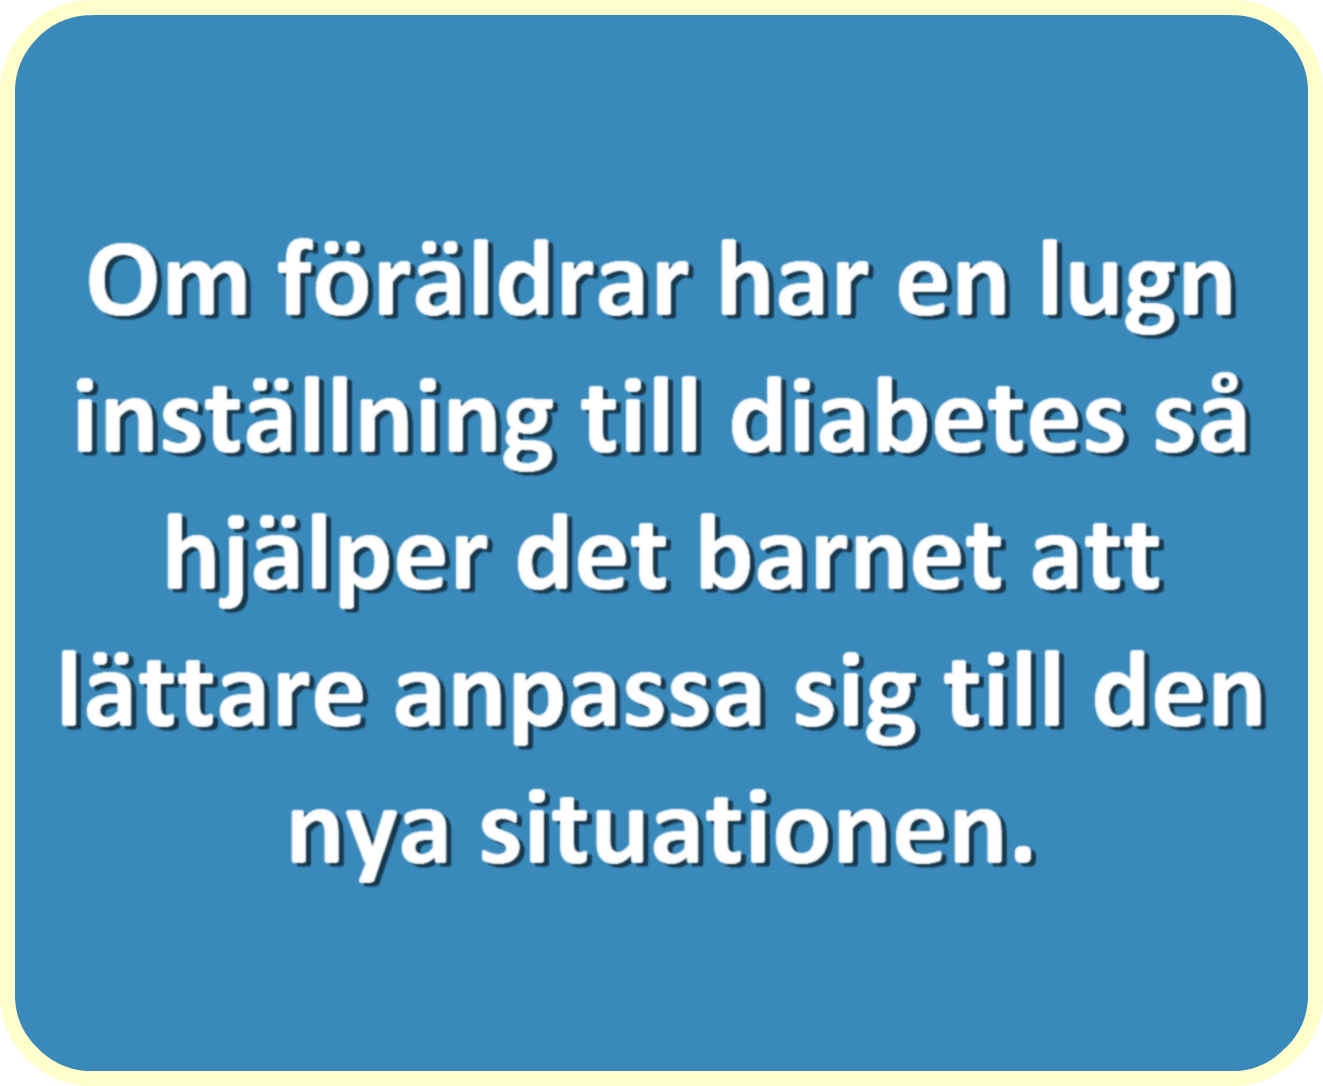 Om föräldrar har en lugn
inställning till diabetes så
hjälper det barnet att
lättare anpassa sig till den
nya situationen.